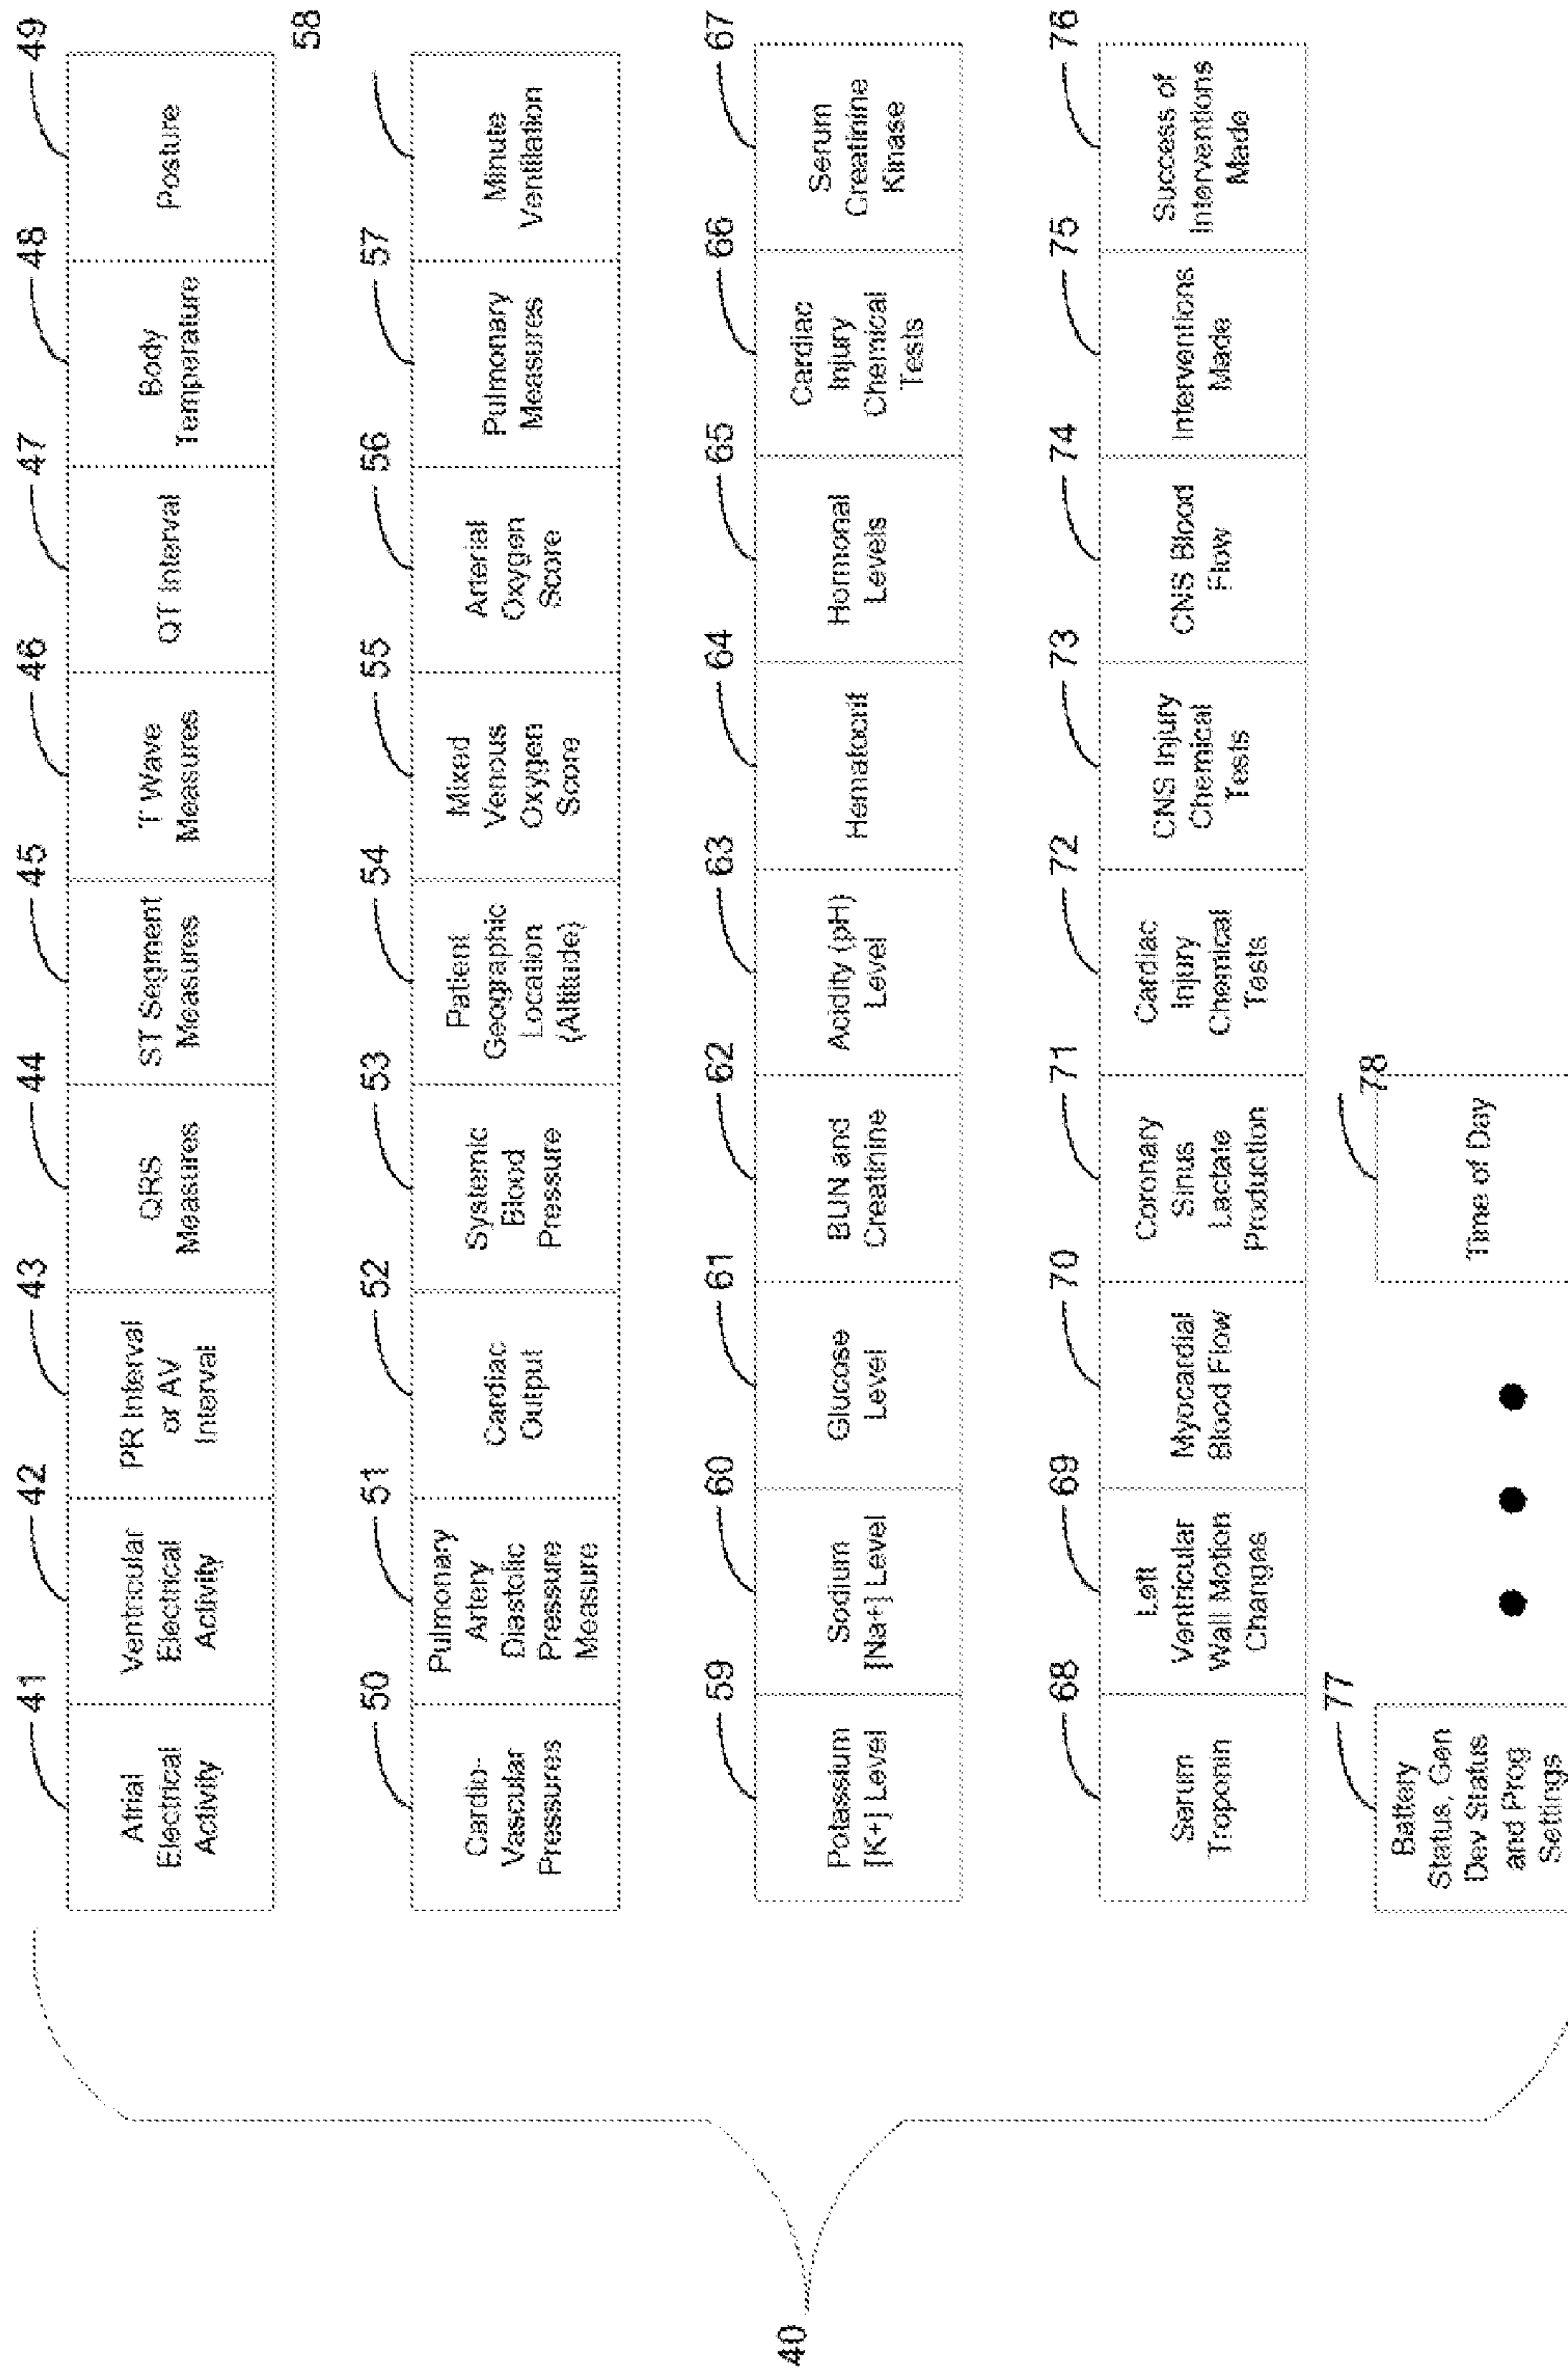 40
41
Atrial
Electrical
Activity
42
Ventricular
Electrical
Activity
43
PR Interval
or AV
Interval
44
QRS
Measures
45
ST Segment
Measures
46
T Wave
Measures
47
QT Interval
48
Body
Temperature
49
Posture
50
Cardio-
Vascular
Pressures
51
Pulmonary
Artery
Diastolic
Pressure
Measure
52
Cardiac
Output
53
Systemic
Blood
Pressure
54
Patient
Geographic
Location
(Altitude)
55
Mixed
Venous
Oxygen
Score
56
Arterial
Oxygen
Score
57
Pulmonary
Measures
58
Minute
Ventilation
59
Potassium
[K+] Level
60
Sodium
[Na+] Level
61
Glucose
Level
62
BUN and
Creatinine
63
Acidity (pH)
Level
64
Hematocrit
65
Hormonal
Levels
66
Cardiac
Injury
Chemical
Tests
67
Serum
Creatinine
Kinase
68
Serum
Troponin
69
Left
Ventricular
Wall Motion
Changes
70
Myocardial
Blood Flow
71
Coronary
Sinus
Lactate
Production
72
Cardiac
Injury
Chemical
Tests
73
CNS Injury
Chemical
Tests
74
CNS Blood
Flow
75
Interventions
Made
76
Success of
Interventions
Made
77
Battery
Status, Gen
Dev Status
and Prog
Settings
78
Time of Day